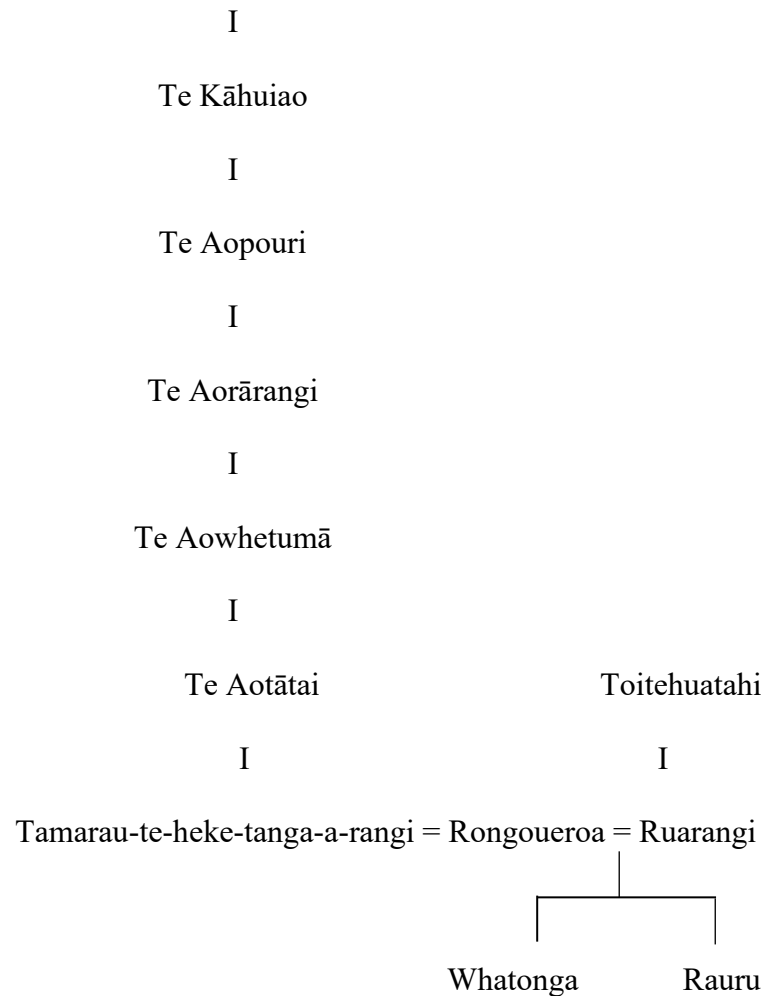 I
Te Kāhuiao
I
Te Aopouri
I
Te Aorārangi
I
Te Aowhetumā
I
Te Aotātai Toitehuatahi
I I
Tamarau-te-heke-tanga-a-rangi = Rongoueroa = Ruarangi
Whatonga Rauru